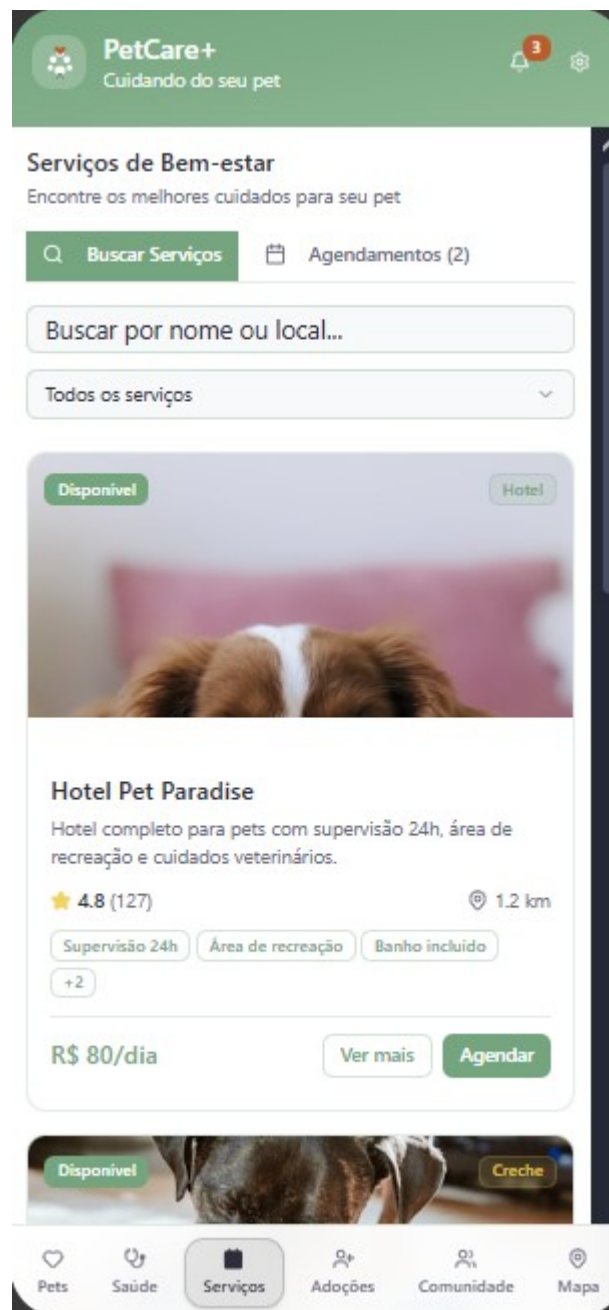 PetCare+
Cuidando do seu pet
3
Serviços de Bem-estar
Encontre os melhores cuidados para seu pet
Buscar Serviços
Agendamentos (2)
Buscar por nome ou local...
Todos os serviços
Disponível
Hotel
Hotel Pet Paradise
Hotel completo para pets com supervisão 24h, área de
recreação e cuidados veterinários.
4.8 (127)
1.2 km
Supervisão 24h
Área de recreação
Banho incluído
+2
R$ 80/dia
Ver mais
Agendar
Disponível
Creche
Pets
Saúde
Serviços
Adoções
Comunidade
Mapa